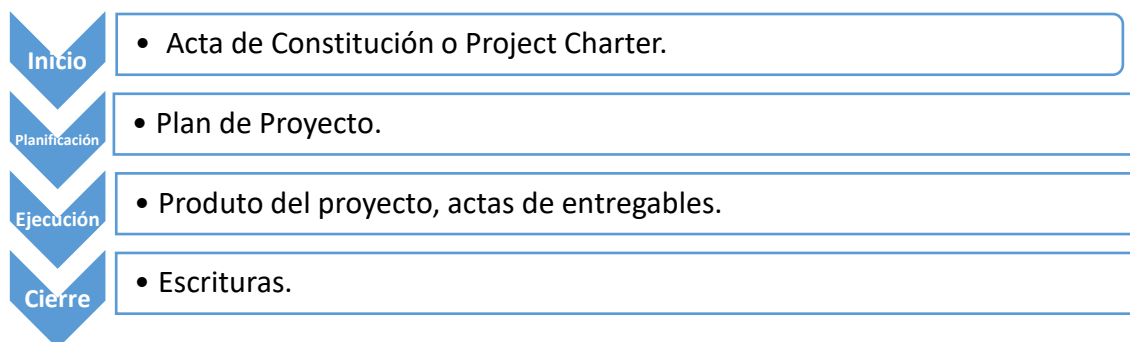 Inicio
• Acta de Constitución o Project Charter.
Planificación
• Plan de Proyecto.
Ejecución
• Produto del proyecto, actas de entregables.
Cierre
• Escrituras.